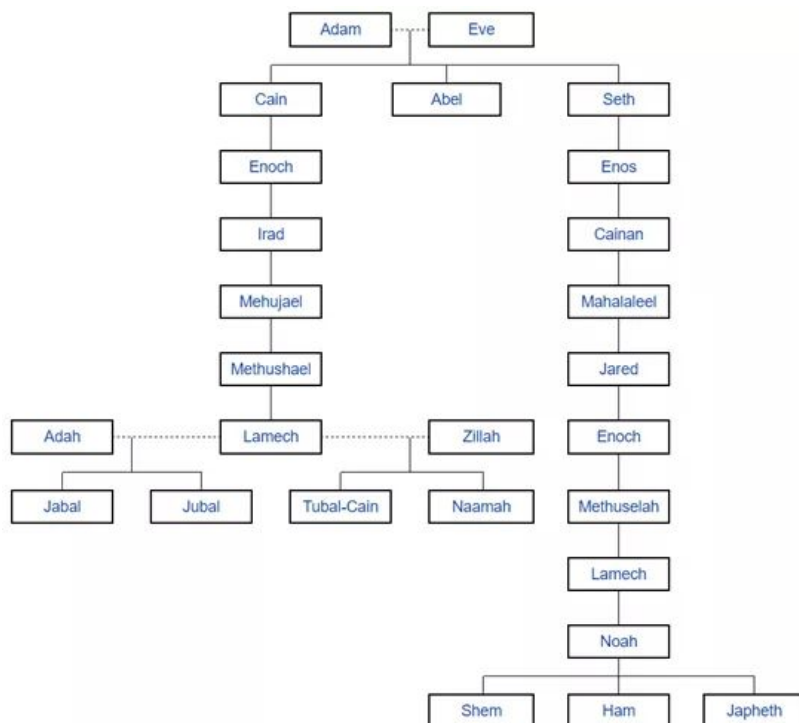 Adam Eve
Cain Abel Seth
Enoch Enos
Irad Cainan
Mehujael Mahalaleel
Methushael Jared
Adah Lamech Zillah Enoch
Jabal Jubal Tubal-Cain Naamah Methuselah
Lamech
Noah
Shem Ham Japheth